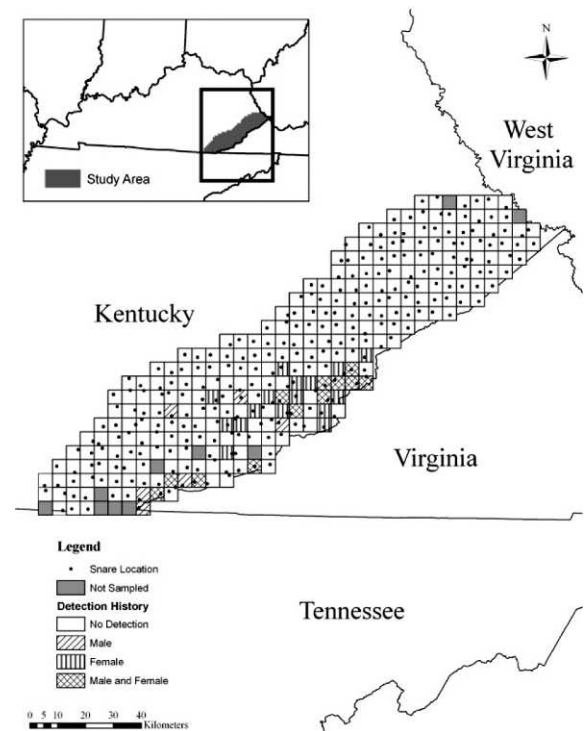 N
West
Virginia
Study Area
Kentucky
Virginia
Legend
Snare Location
Not Sampled
Detection History
No Detection
Male
Female
Male and Female
Tennessee
0 5 10 20 30 40
Kilometers